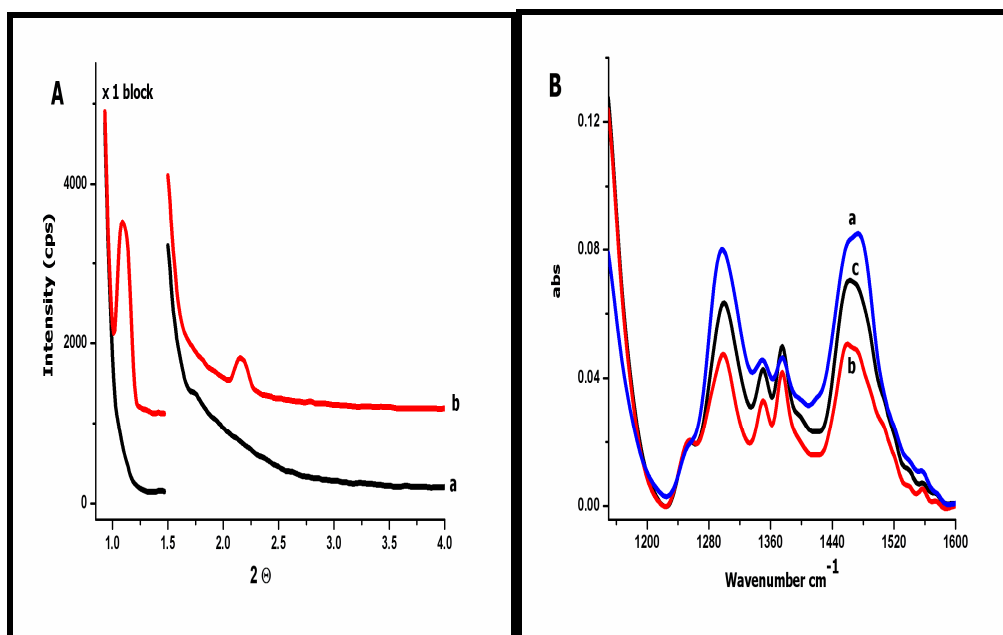 A
x 1 block
4000
2000
0
Intensity (cps)
b
a
1.0 1.5 2.0 2.5 3.0 3.5 4.0
2 Θ
B
0.12
0.08
0.04
0.00
abs
a
c
b
1200 1280 1360 1440 1520 1600
Wavenumber cm-1